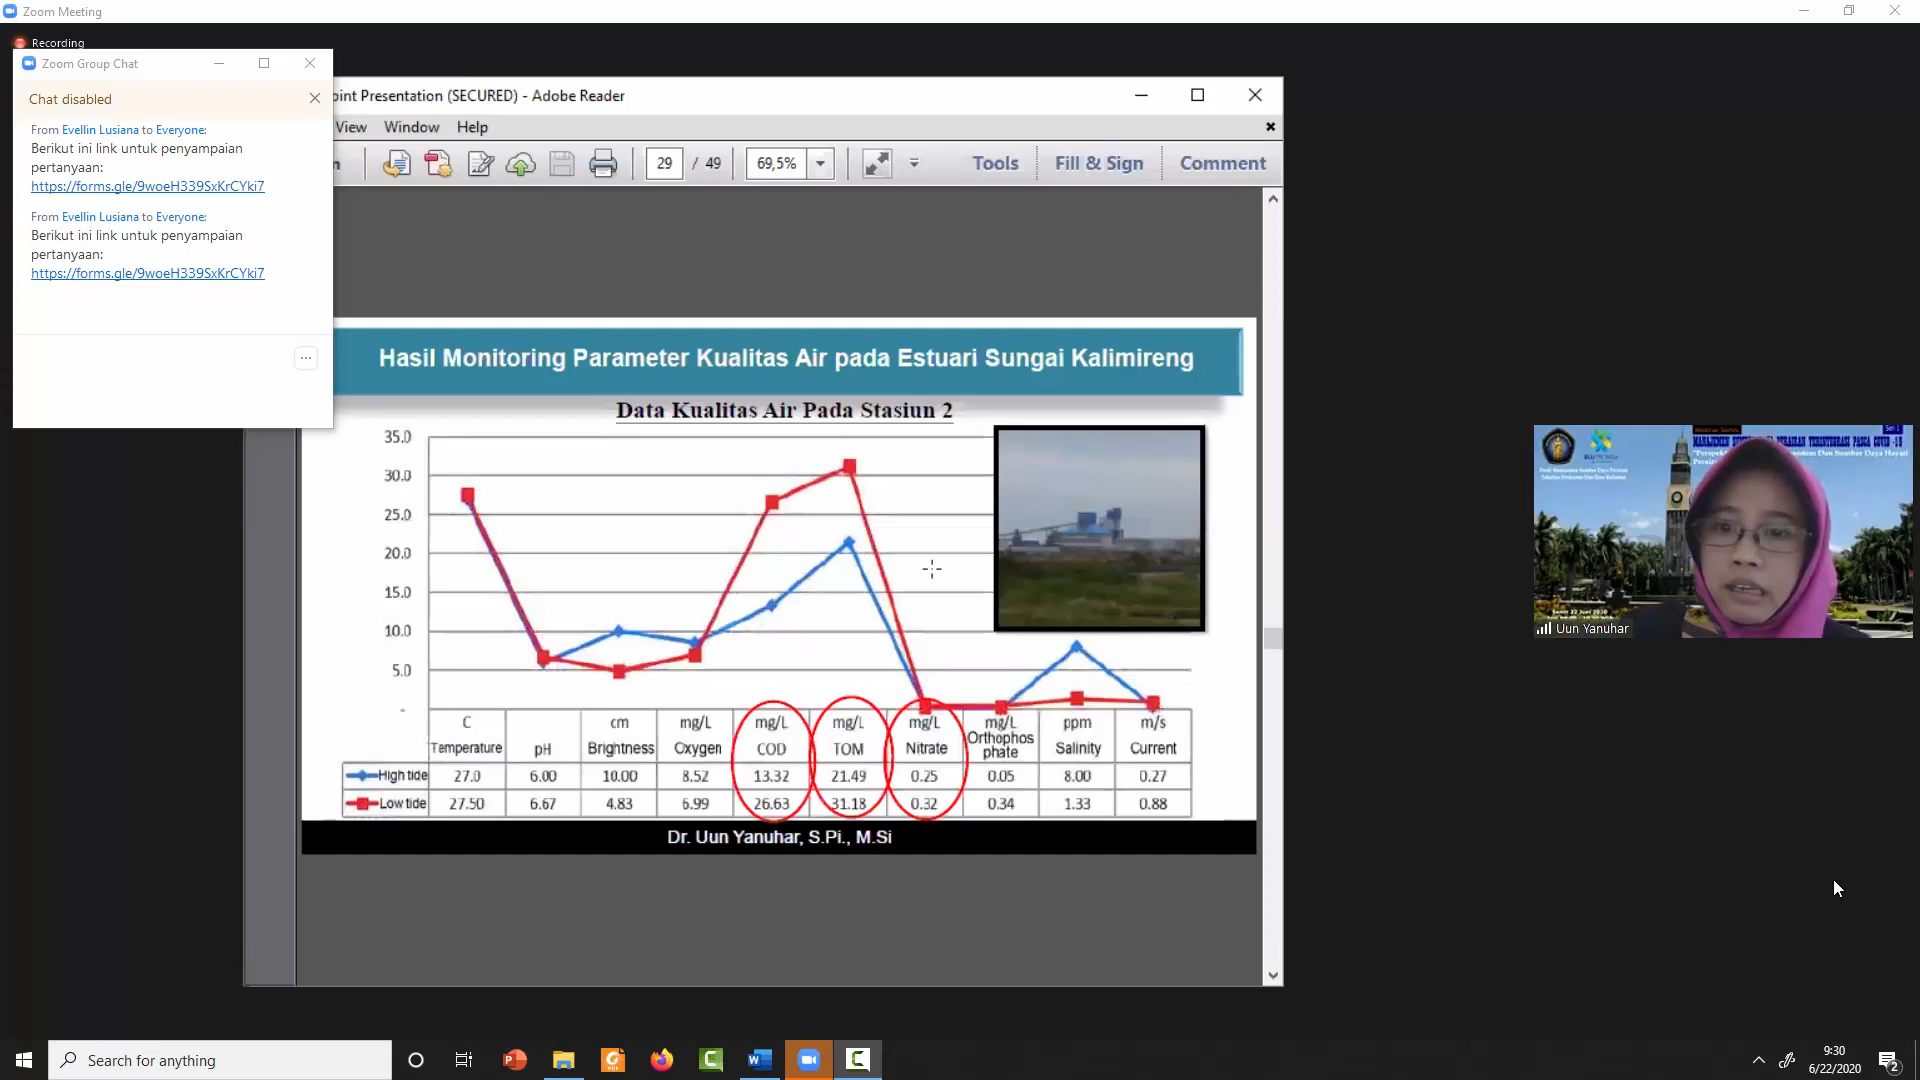 Zoom Meeting
Recording
Zoom Group Chat
Chat disabled
From Evellin Lusiana to Everyone:
Berikut ini link untuk penyampaian
pertanyaan:
https://forms.gle/9woeH339SxKrCYki7
From Evellin Lusiana to Everyone:
Berikut ini link untuk penyampaian
pertanyaan:
https://forms.gle/9woeH339SxKrCYki7
oint Presentation (SECURED) - Adobe Reader
View Window Help
29 / 49 69,5% Tools Fill & Sign Comment
Hasil Monitoring Parameter Kualitas Air pada Estuari Sungai Kalimireng
Data Kualitas Air Pada Stasiun 2
35.0
30.0
25.0
20.0
15.0
10.0
5.0
-
C cm mg/L mg/L mg/L mg/L mg/L ppm m/s
Temperature pH Brightness Oxygen COD TOM Nitrate Orthophos phate Salinity Current
High tide 27.0 6.00 10.00 8.52 13.32 21.49 0.25 0.05 8.00 0.27
Low tide 27.50 6.67 4.83 6.99 26.63 31.18 0.32 0.34 1.33 0.88
Dr. Uun Yanuhar, S.Pi., M.Si
Senin 22 Juni 2020
Uun Yanuhar
Search for anything
9:30
6/22/2020
2